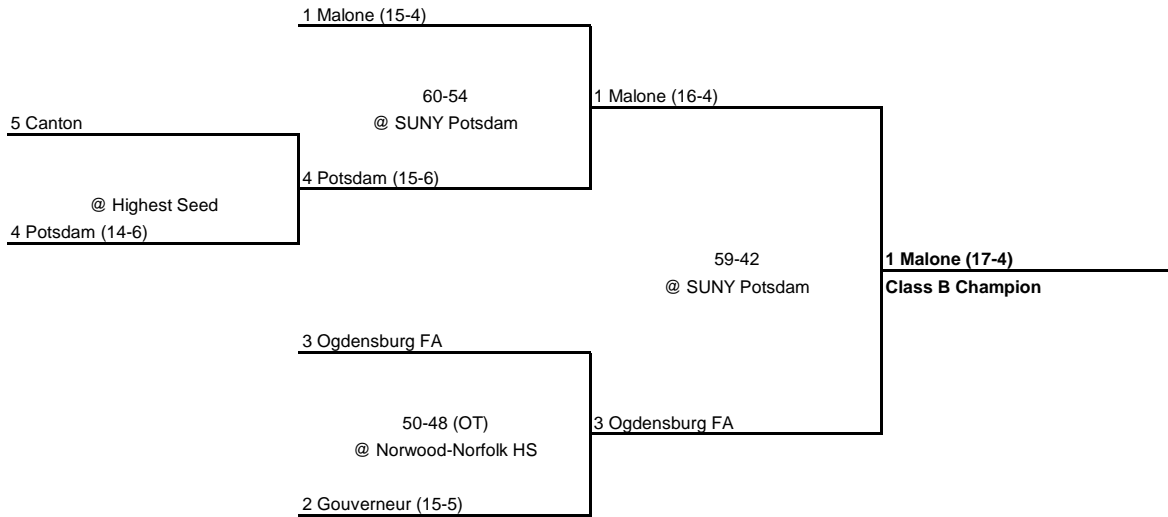 1 Malone (15-4)
60-54
1 Malone (16-4)
5 Canton
@ SUNY Potsdam
4 Potsdam (15-6)
@ Highest Seed
4 Potsdam (14-6)
59-42
1 Malone (17-4)
@ SUNY Potsdam
Class B Champion
3 Ogdensburg FA
50-48 (OT)
3 Ogdensburg FA
@ Norwood-Norfolk HS
2 Gouverneur (15-5)